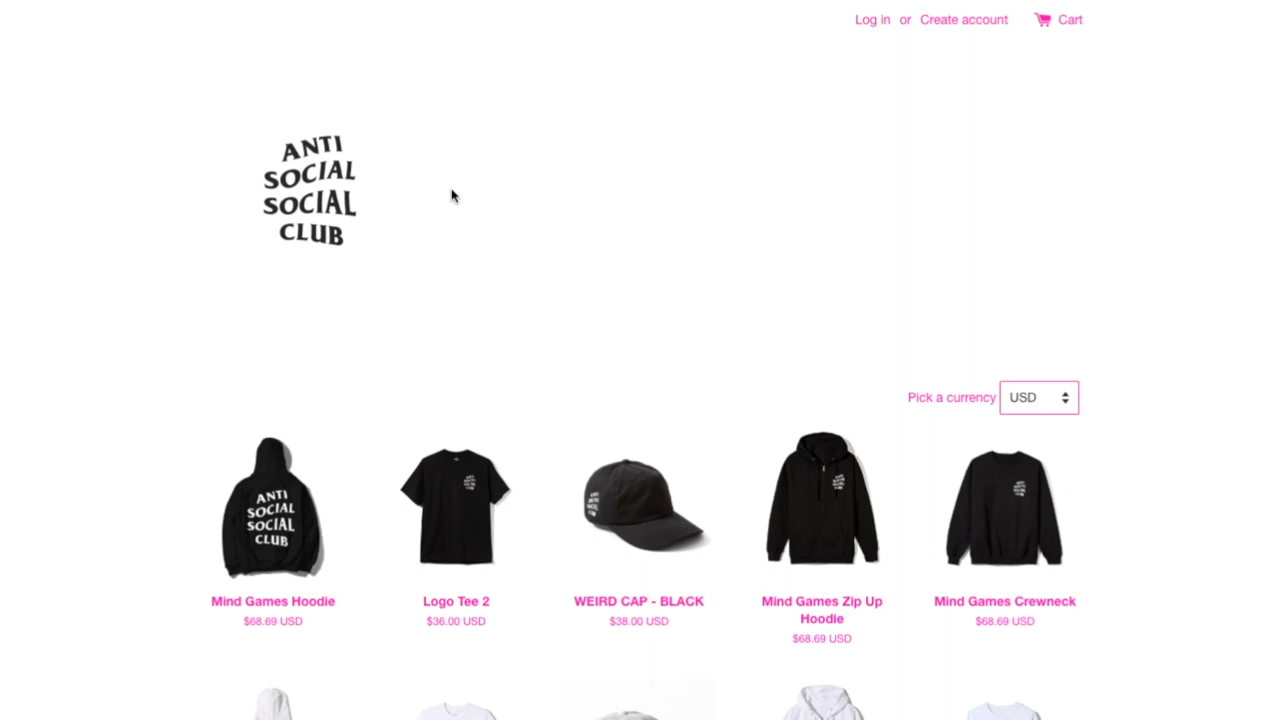 Log in or Create account Cart
ANTI
SOCIAL
SOCIAL
CLUB
Pick a currency USD
ANTI
SOCIAL
SOCIAL
CLUB
Mind Games Hoodie
$68.69 USD
Logo Tee 2
$36.00 USD
WEIRD CAP - BLACK
$38.00 USD
Mind Games Zip Up
Hoodie
$68.69 USD
Mind Games Crewneck
$68.69 USD